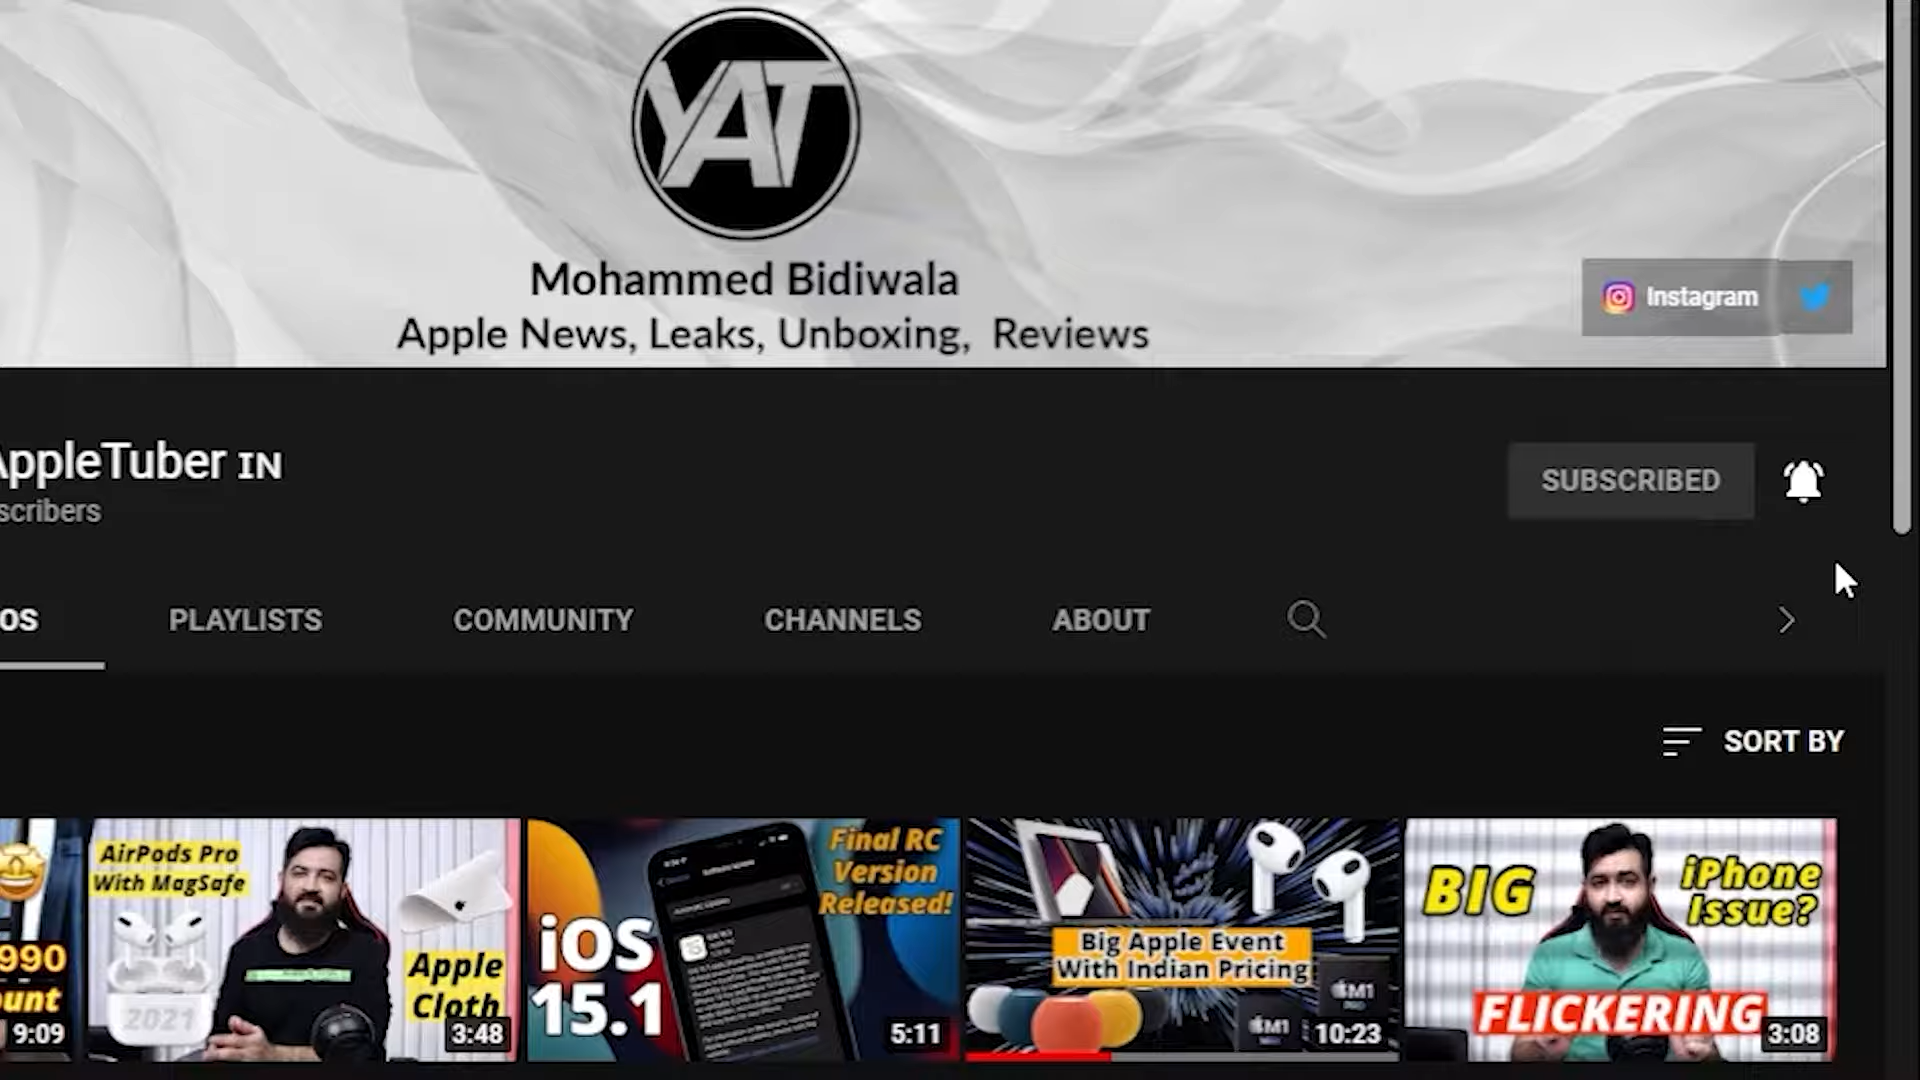 YAT
Mohammed Bidiwala
Apple News, Leaks, Unboxing, Reviews
Instagram
AppleTuber IN
scribers
SUBSCRIBED
OS
PLAYLISTS
COMMUNITY
CHANNELS
ABOUT
SORT BY
990
ount
9:09
AirPods Pro
With MagSafe
2021
Apple
Cloth
3:48
iOS
15.1
Final RC
Version
Released!
5:11
Big Apple Event
With Indian Pricing
M1
M1
10:23
BIG
iPhone
Issue?
FLICKERING
3:08